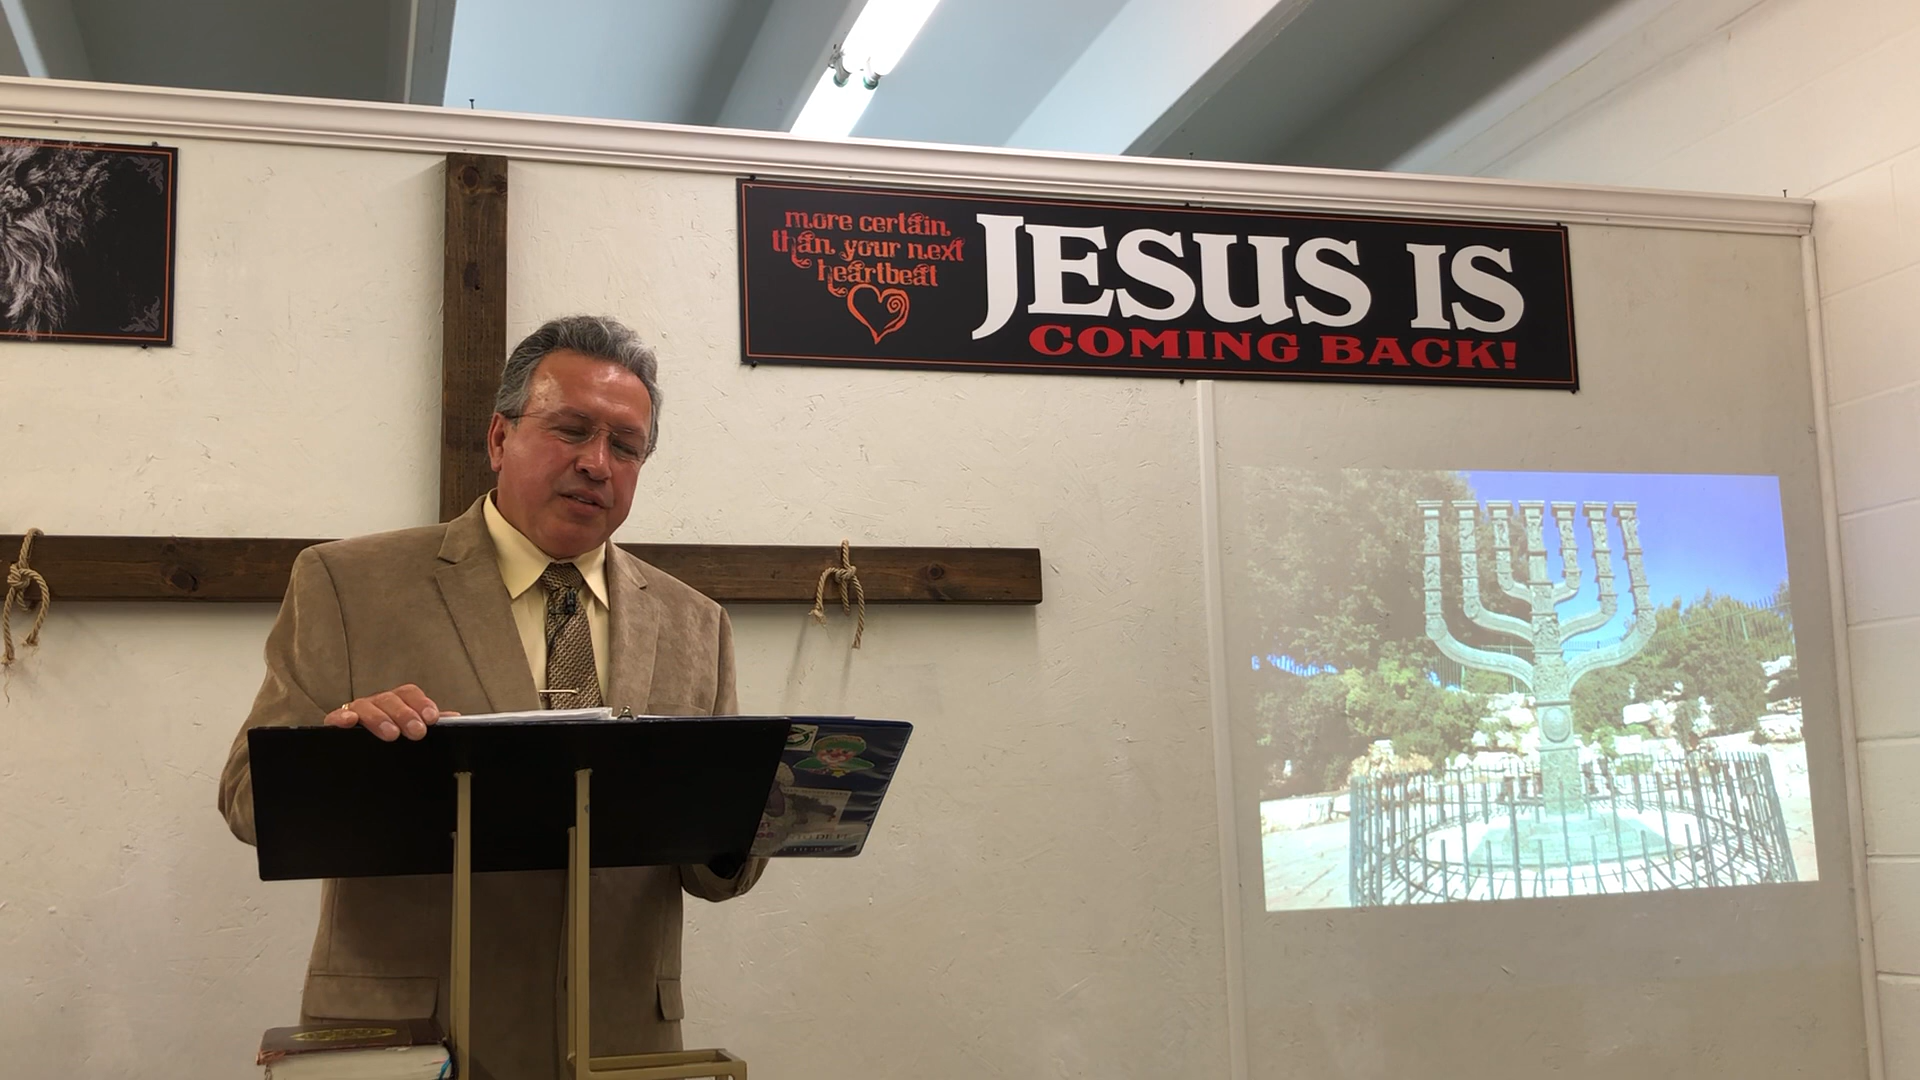 more certain
than your next
heartbeat
JESUS IS
COMING BACK!